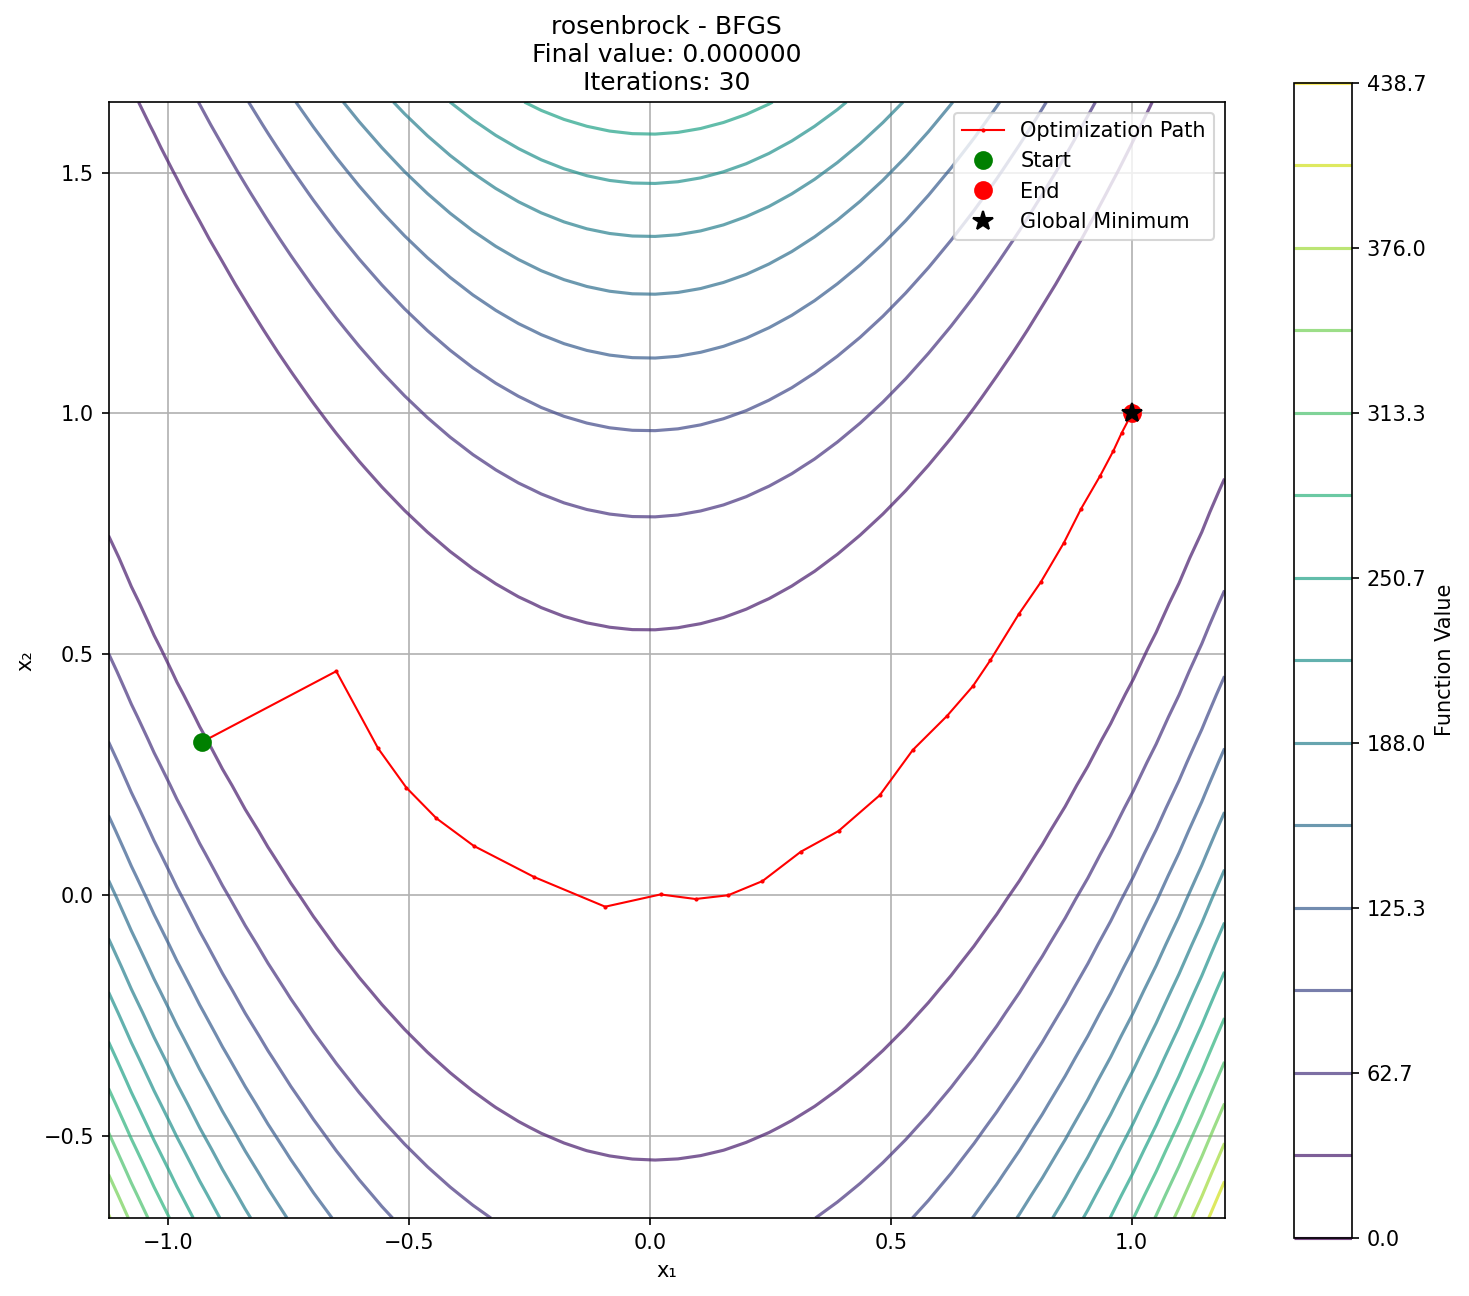 rosenbrock - BFGS
Final value: 0.000000
Iterations: 30
Optimization Path
Start
End
Global Minimum
1.5
1.0
0.5
0.0
−0.5
x₂
−1.0
−0.5
0.0
0.5
1.0
x₁
438.7
376.0
313.3
250.7
188.0
125.3
62.7
0.0
Function Value